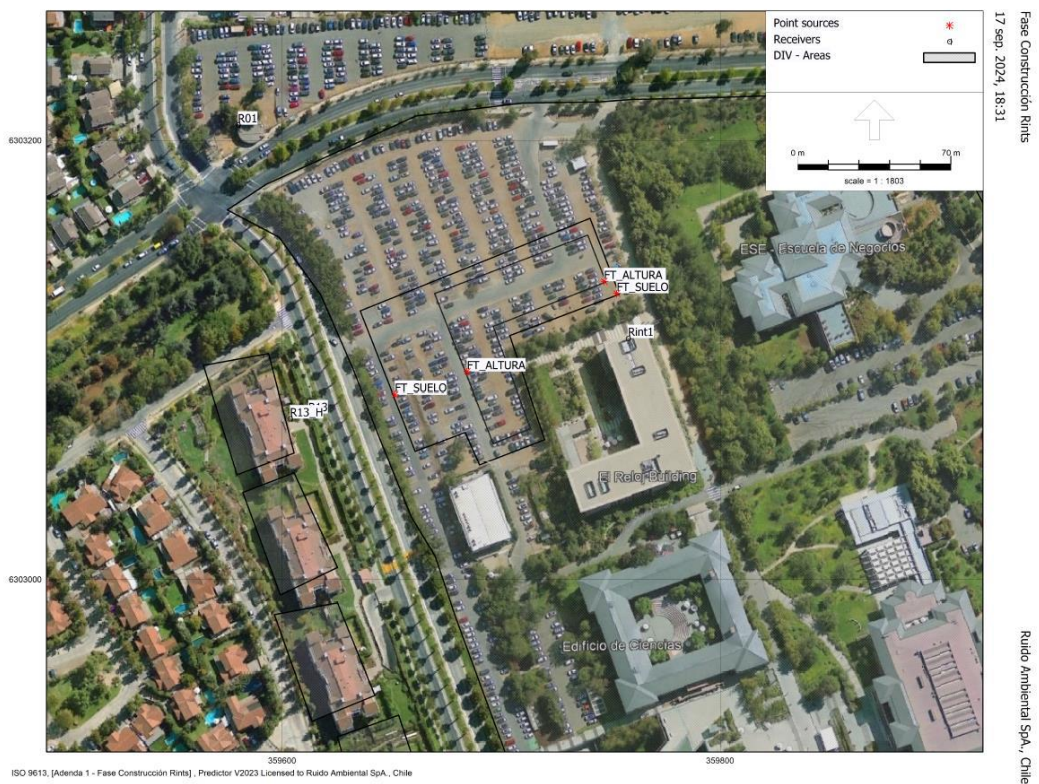 Point sources
Receivers
DIV - Areas
0 m
70 m
scale = 1 : 1803
Fase Construcción Rints
17 sep. 2024, 18:31
R01
6303200
ESE - Escuela de Negocios
FT_ALTURA
FT_SUELO
Rint1
FT_ALTURA
FT_SUELO
R13
R13_H
El Reloj Building
6303000
Edificio de Ciencias
Ruido Ambiental SpA., Chile
359600
359800
ISO 9613, [Adenda 1 - Fase Construcción Rints] , Predictor V2023 Licensed to Ruido Ambiental SpA., Chile